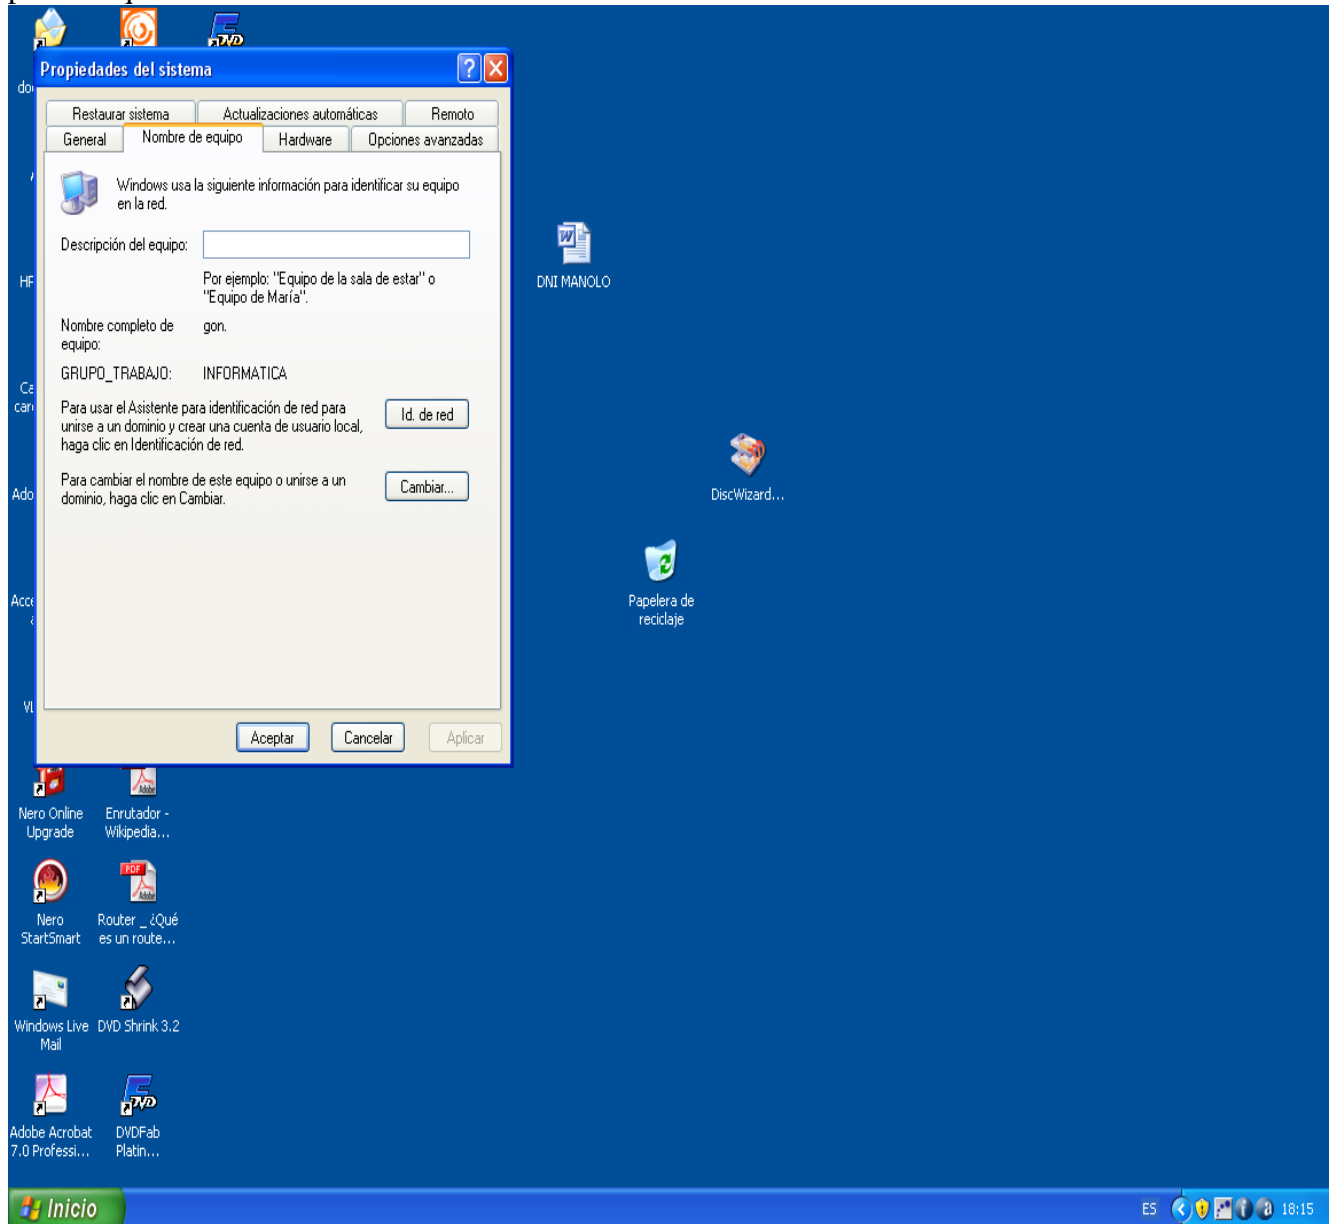 Propiedades del sistema
Restaurar sistema
Actualizaciones automáticas
Remoto
General
Nombre de equipo
Hardware
Opciones avanzadas
Windows usa la siguiente información para identificar su equipo
en la red.
Descripción del equipo:
Por ejemplo: "Equipo de la sala de estar" o
"Equipo de María".
Nombre completo de
equipo:
gon.
GRUPO_TRABAJO:
INFORMATICA
Para usar el Asistente para identificación de red para
unirse a un dominio y crear una cuenta de usuario local,
haga clic en Identificación de red.
Id. de red
Para cambiar el nombre de este equipo o unirse a un
dominio, haga clic en Cambiar.
Cambiar...
Aceptar
Cancelar
Aplicar
DNI MANOLO
DiscWizard...
Papelera de
reciclaje
Nero Online
Upgrade
Enrutador -
Wikipedia...
Nero
StartSmart
Router _ ¿Qué
es un route...
Windows Live
Mail
DVD Shrink 3.2
Adobe Acrobat
7.0 Professi...
DVDFab
Platin...
Inicio
ES
18:15